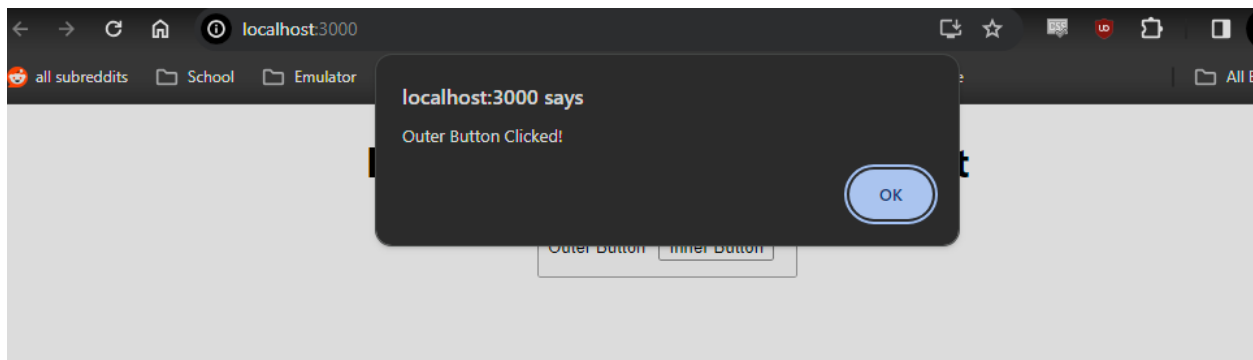 localhost:3000
all subreddits School Emulator All
localhost:3000 says
Outer Button Clicked!
OK
Outer Button Inner Button